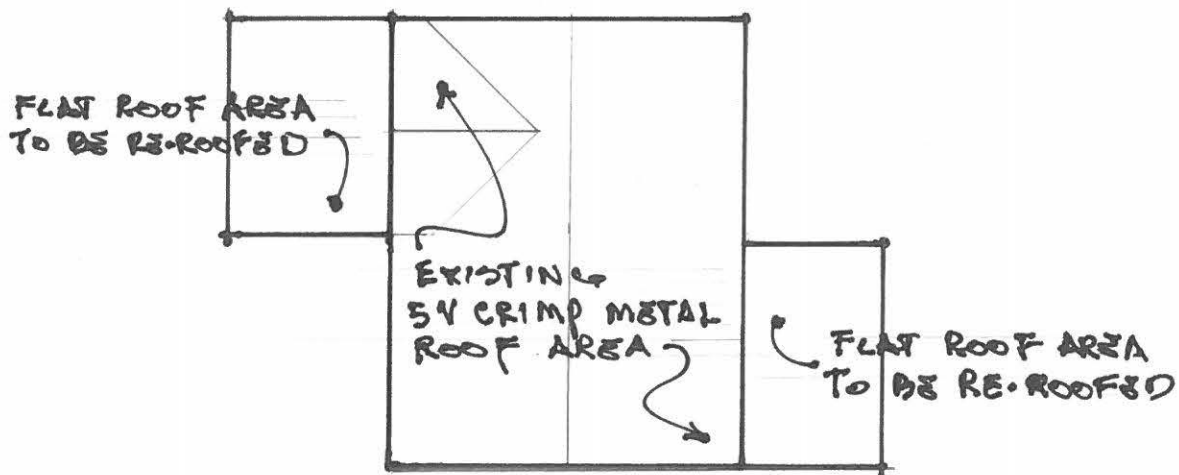 FLAT ROOF AREA
TO BE RE•ROOFED
EXISTING
5V CRIMP METAL
ROOF AREA
FLAT ROOF AREA
TO BE RE•ROOFED